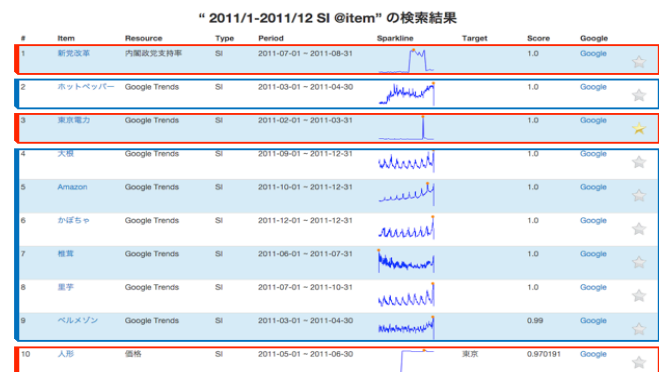 “ 2011/1-2011/12 SI @item” の検索結果
# Item Resource Type Period Sparkline Target Score Google
1 新党改革 内閣政党支持率 SI 2011-07-01 ~ 2011-08-31 1.0 Google
2 ホットペッパー Google Trends SI 2011-03-01 ~ 2011-04-30 1.0 Google
3 東京電力 Google Trends SI 2011-02-01 ~ 2011-03-31 1.0 Google
4 大根 Google Trends SI 2011-09-01 ~ 2011-12-31 1.0 Google
5 Amazon Google Trends SI 2011-10-01 ~ 2011-12-31 1.0 Google
6 かぼちゃ Google Trends SI 2011-12-01 ~ 2011-12-31 1.0 Google
7 椎茸 Google Trends SI 2011-06-01 ~ 2011-07-31 1.0 Google
8 里芋 Google Trends SI 2011-07-01 ~ 2011-10-31 1.0 Google
9 ベルメゾン Google Trends SI 2011-03-01 ~ 2011-04-30 0.99 Google
10 人形 価格 SI 2011-05-01 ~ 2011-06-30 東京 0.970191 Google